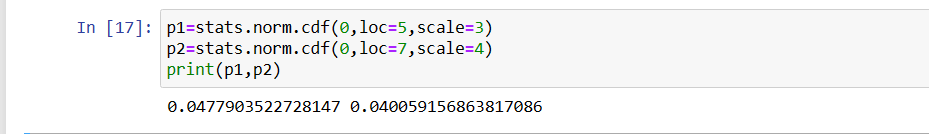 In [17]: p1=stats.norm.cdf(0,loc=5,scale=3)
p2=stats.norm.cdf(0,loc=7,scale=4)
print(p1,p2)
0.0477903522728147 0.040059156863817086